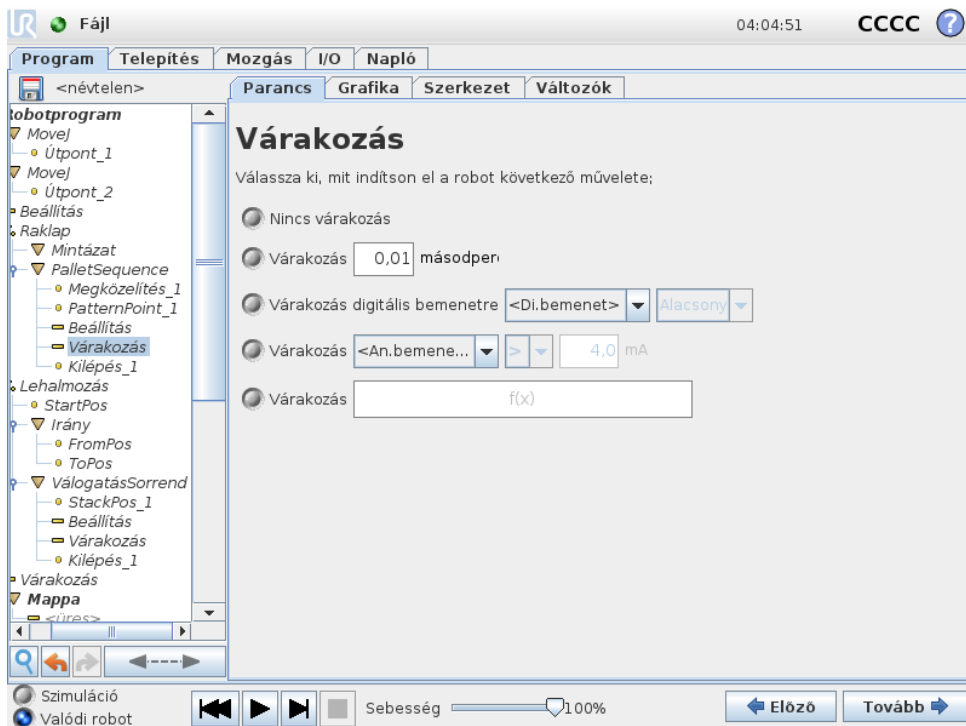 UR Fájl 04:04:51 CCCC ?
Program Telepítés Mozgás I/O Napló
<névtelen>
Robotprogram
MoveJ
Útpont_1
MoveJ
Útpont_2
Beállítás
Raklap
Mintázat
PalletSequence
Megközelítés_1
PatternPoint_1
Beállítás
Várakozás
Kilépés_1
Lehalmozás
StartPos
Irány
FromPos
ToPos
VálogatásSorrend
StackPos_1
Beállítás
Várakozás
Kilépés_1
Várakozás
Mappa
<üres>
Parancs Grafika Szerkezet Változók
Várakozás
Válassza ki, mit indítson el a robot következő művelete;
Nincs várakozás
Várakozás 0,01 másodper
Várakozás digitális bemenetre <Di.bemenet> Alacsony
Várakozás <An.bemene... > 4,0 mA
Várakozás f(x)
Szimuláció
Valódi robot
Sebesség 100%
Előző Tovább